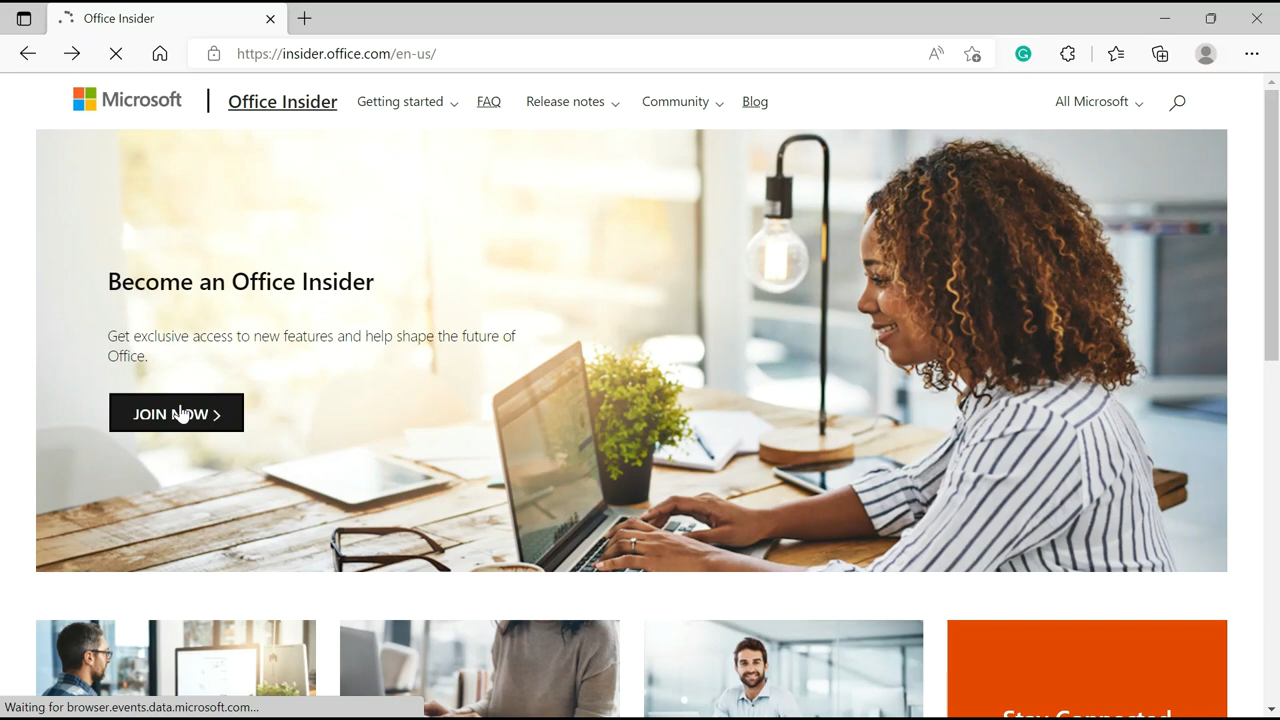 Office Insider
https://insider.office.com/en-us/
Microsoft
Office Insider
Getting started
FAQ
Release notes
Community
Blog
All Microsoft
Become an Office Insider
Get exclusive access to new features and help shape the future of
Office.
JOIN NOW
Stay Connected
Waiting for browser.events.data.microsoft.com...